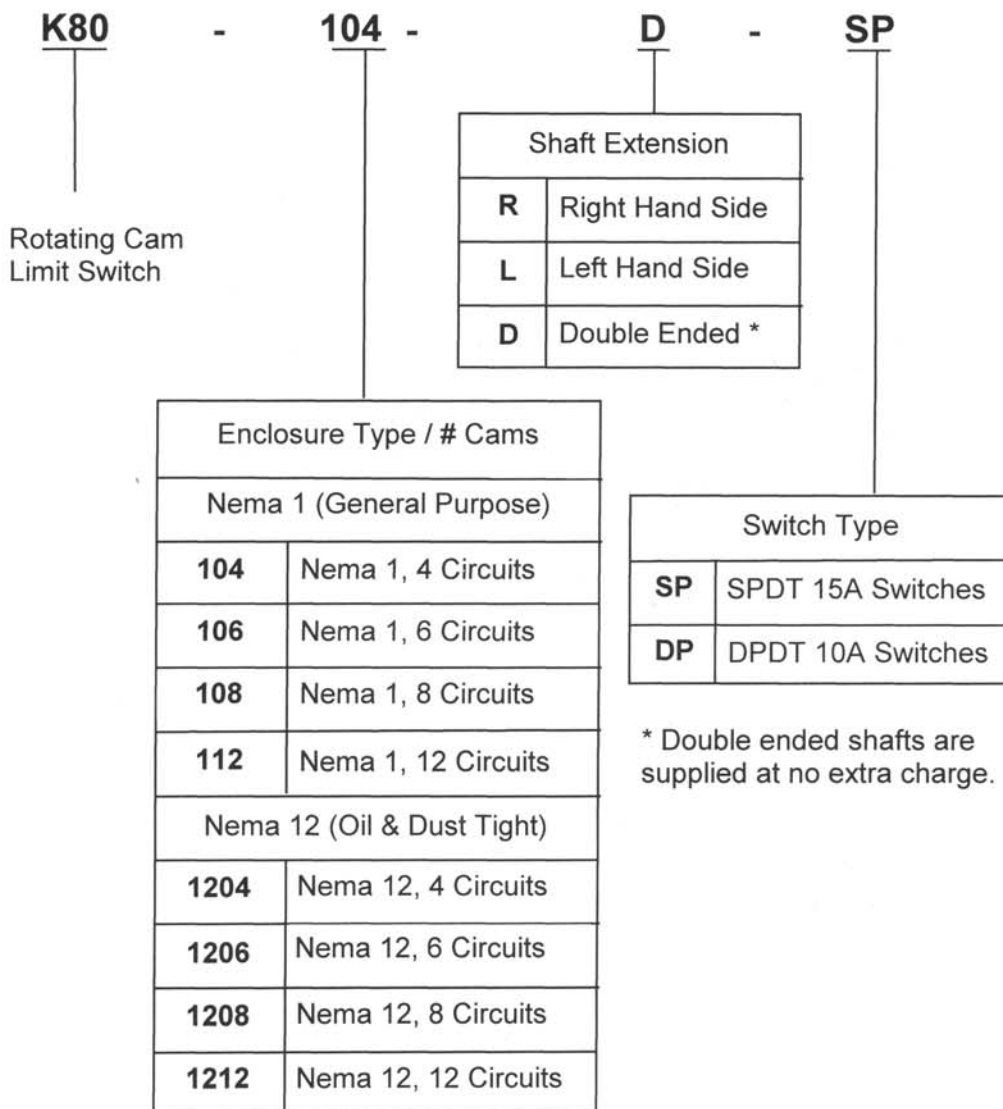 K80 - 104 - D - SP
Rotating Cam
Limit Switch
Shaft Extension
R Right Hand Side
L Left Hand Side
D Double Ended *
Enclosure Type / # Cams
Nema 1 (General Purpose)
104 Nema 1, 4 Circuits
106 Nema 1, 6 Circuits
108 Nema 1, 8 Circuits
112 Nema 1, 12 Circuits
Nema 12 (Oil & Dust Tight)
1204 Nema 12, 4 Circuits
1206 Nema 12, 6 Circuits
1208 Nema 12, 8 Circuits
1212 Nema 12, 12 Circuits
Switch Type
SP SPDT 15A Switches
DP DPDT 10A Switches
* Double ended shafts are
supplied at no extra charge.